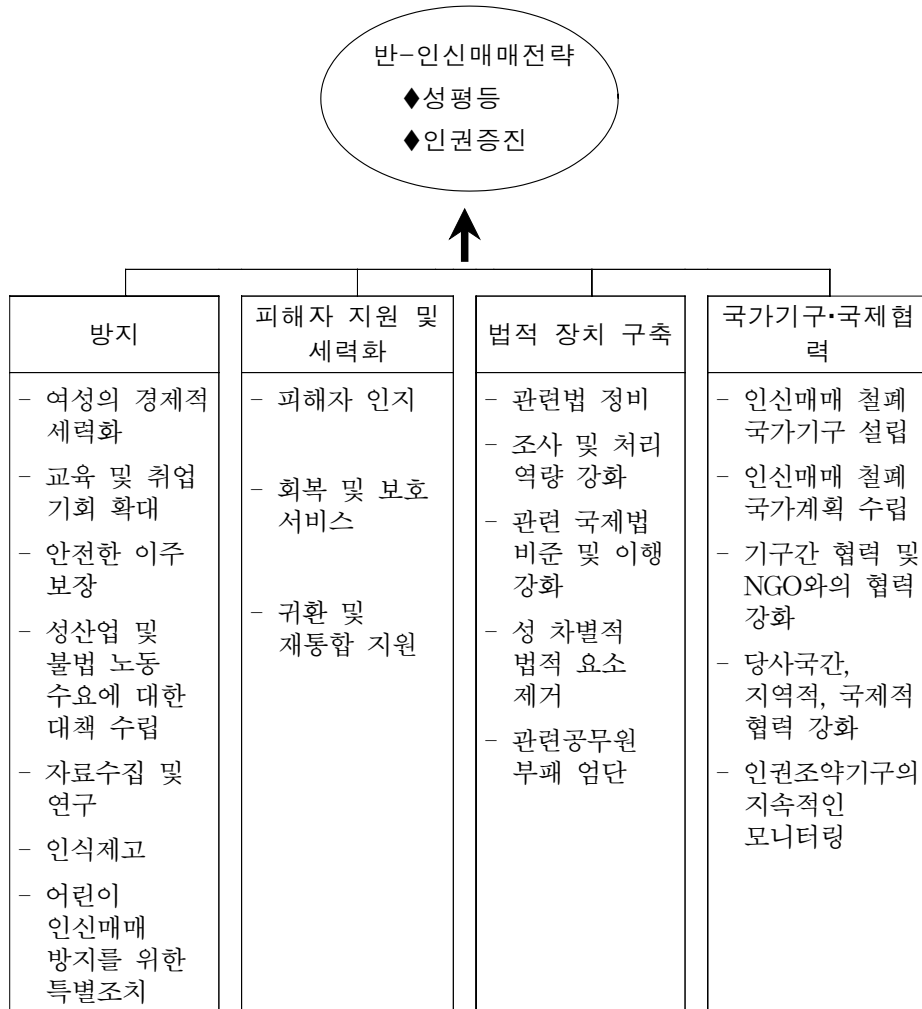 반-인신매매전략
♦성평등
♦인권증진
방지
- 여성의 경제적
세력화
- 교육 및 취업
기회 확대
- 안전한 이주
보장
- 성산업 및
불법 노동
수요에 대한
대책 수립
- 자료수집 및
연구
- 인식제고
- 어린이
인신매매
방지를 위한
특별조치
피해자 지원 및
세력화
- 피해자 인지
- 회복 및 보호
서비스
- 귀환 및
재통합 지원
법적 장치 구축
- 관련법 정비
- 조사 및 처리
역량 강화
- 관련 국제법
비준 및 이행
강화
- 성 차별적
법적 요소
제거
- 관련공무원
부패 엄단
국가기구·국제협
력
- 인신매매 철폐
국가기구 설립
- 인신매매 철폐
국가계획 수립
- 기구간 협력 및
NGO와의 협력
강화
- 당사국간,
지역적, 국제적
협력 강화
- 인권조약기구의
지속적인
모니터링